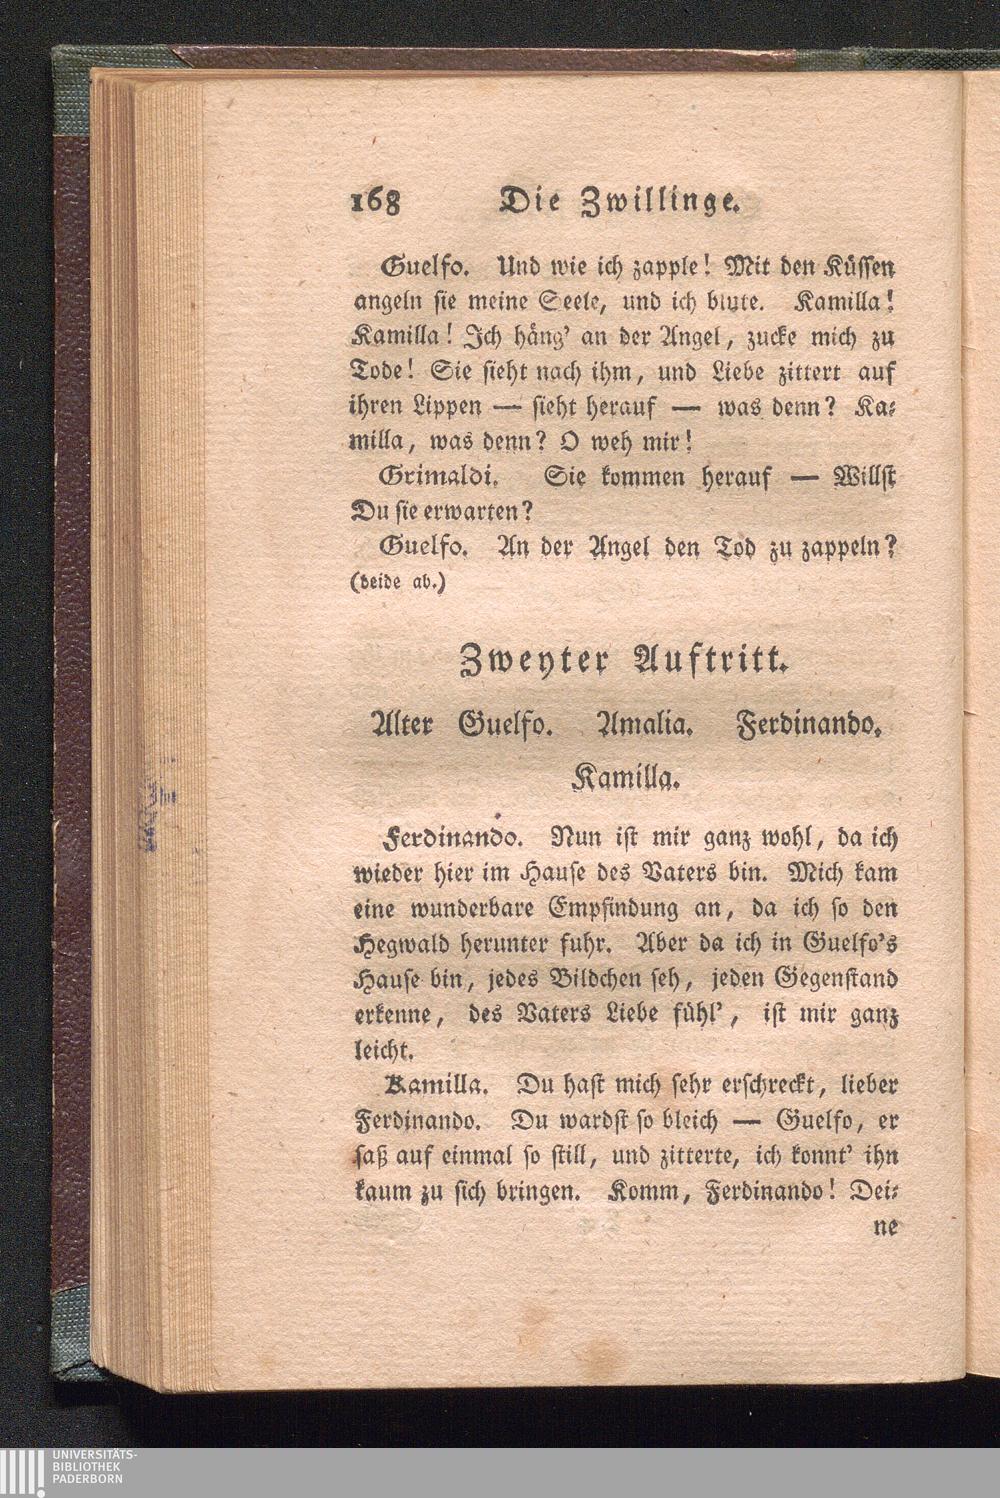 168 Die Zwillinge.
Guelfo. Und wie ich zapple! Mit den Küssen
angeln sie meine Seele, und ich blute. Kamilla!
Kamilla! Ich häng' an der Angel, zucke mich zu
Tode! Sie sieht nach ihm, und Liebe zittert auf
ihren Lippen — sieht herauf — was denn? Ka-
milla, was denn? O weh mir!
Grimaldi. Sie kommen herauf — Willst
Du sie erwarten?
Guelfo. An der Angel den Tod zu zappeln?
(beide ab.)
Zweyter Auftritt.
Alter Guelfo. Amalia. Ferdinando.
Kamilla.
Ferdinando. Nun ist mir ganz wohl, da ich
wieder hier im Hause des Vaters bin. Mich kam
eine wunderbare Empfindung an, da ich so den
Hegwald herunter fuhr. Aber da ich in Guelfo's
Hause bin, jedes Bildchen seh, jeden Gegenstand
erkenne, des Vaters Liebe fühl', ist mir ganz
leicht.
Kamilla. Du hast mich sehr erschreckt, lieber
Ferdinando. Du wardst so bleich — Guelfo, er
saß auf einmal so still, und zitterte, ich konnt' ihn
kaum zu sich bringen. Komm, Ferdinando! Dei-
ne
UNIVERSITÄTS-
BIBLIOTHEK
PADERBORN